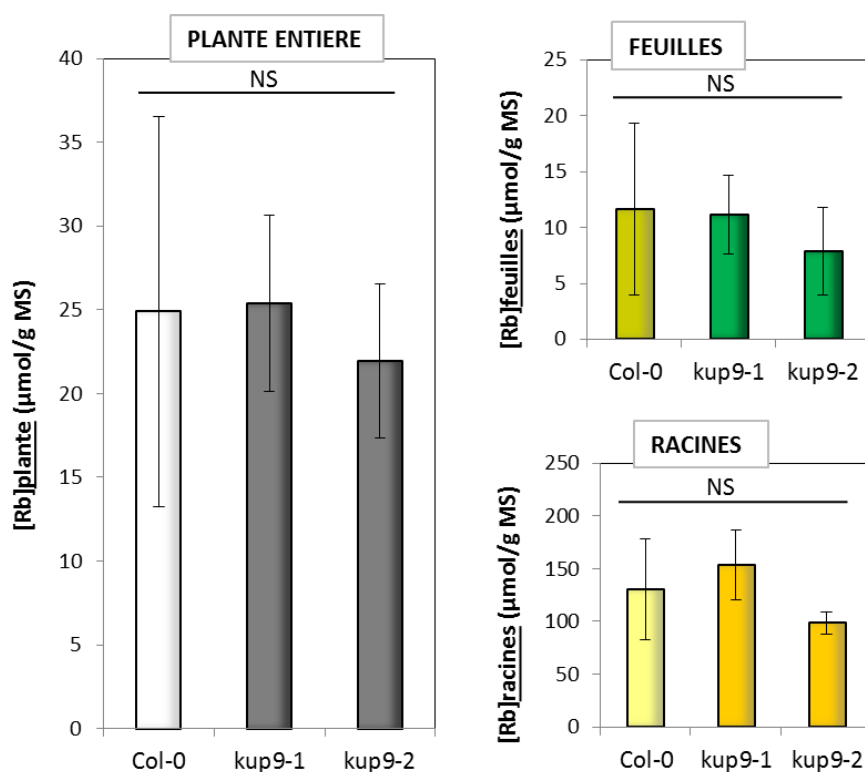 PLANTE ENTIERE
NS
[Rb]plante (µmol/g MS)
40
35
30
25
20
15
10
5
0
Col-0 kup9-1 kup9-2
FEUILLES
NS
[Rb]feuilles (µmol/g MS)
25
20
15
10
5
0
Col-0 kup9-1 kup9-2
RACINES
NS
[Rb]racines (µmol/g MS)
250
200
150
100
50
0
Col-0 kup9-1 kup9-2